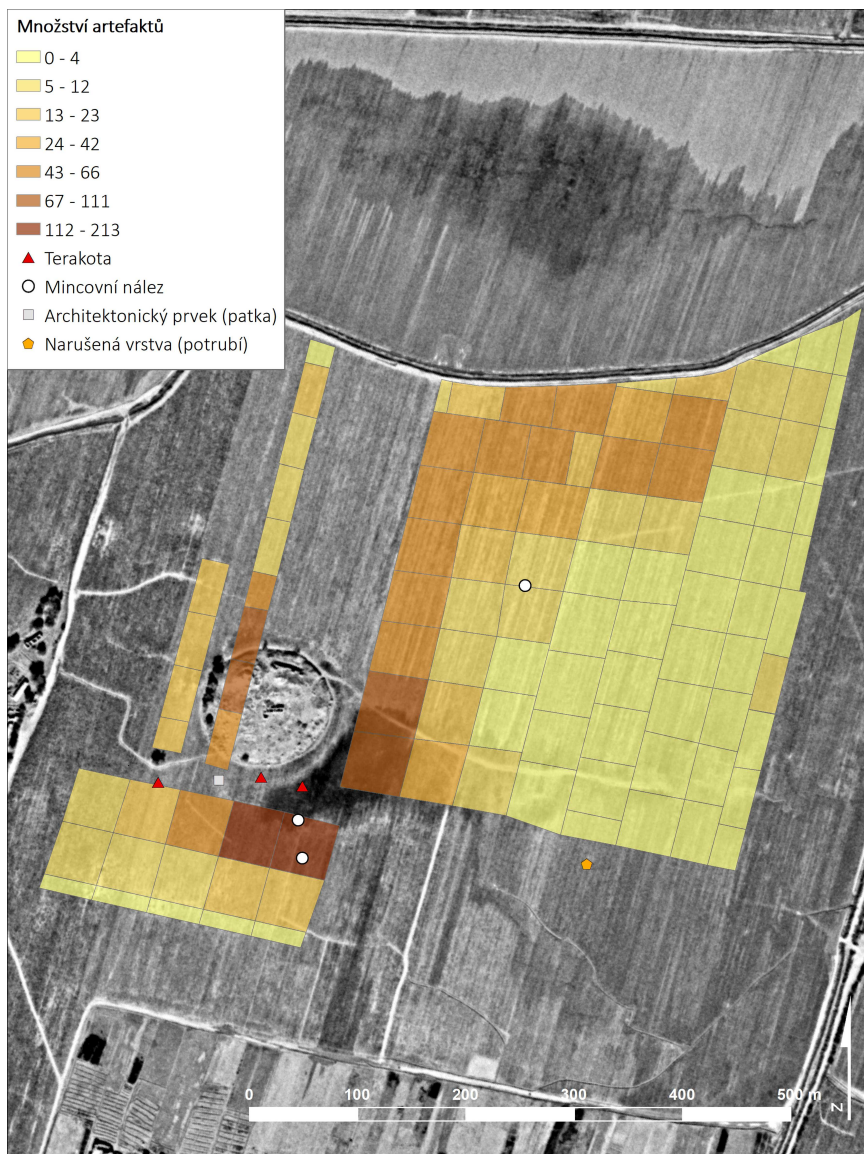 Množství artefaktů
0 - 4
5 - 12
13 - 23
24 - 42
43 - 66
67 - 111
112 - 213
Terakota
Mincovní nález
Architektonický prvek (patka)
Narušená vrstva (potrubí)
0 100 200 300 400 500 m
N